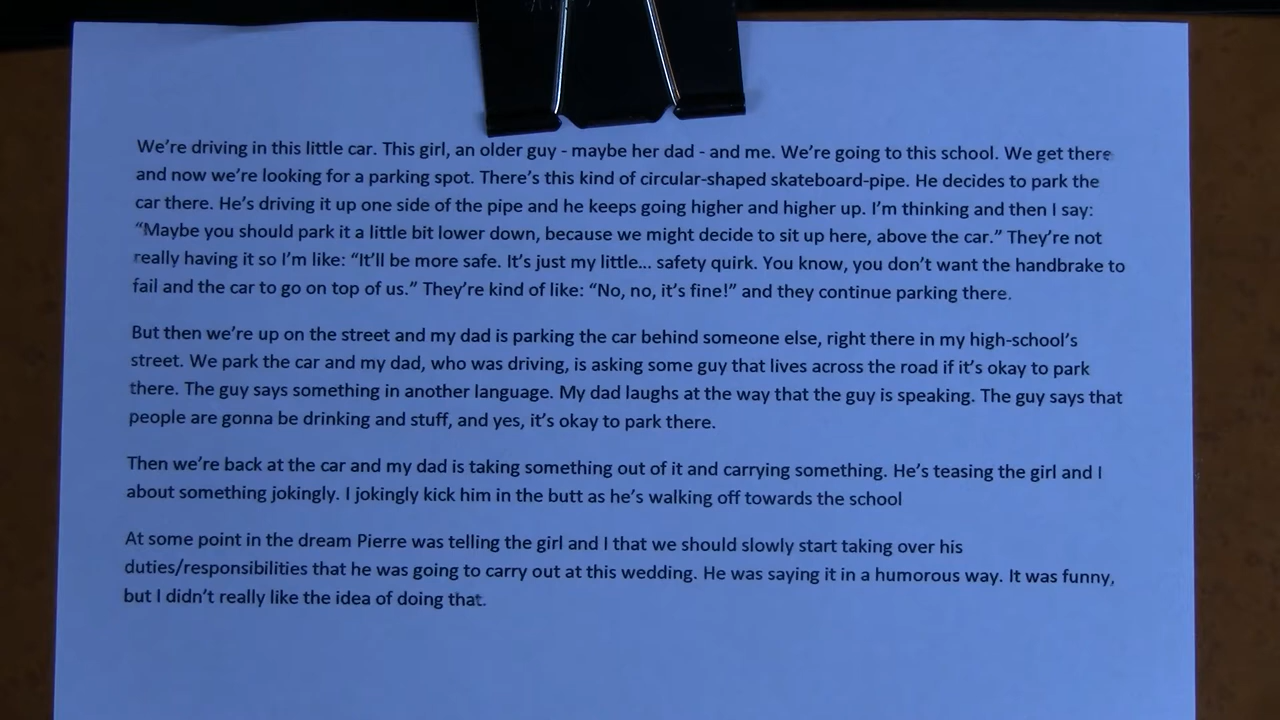 We’re driving in this little car. This girl, an older guy - maybe her dad - and me. We’re going to this school. We get there
and now we’re looking for a parking spot. There’s this kind of circular-shaped skateboard-pipe. He decides to park the
car there. He’s driving it up one side of the pipe and he keeps going higher and higher up. I’m thinking and then I say:
“Maybe you should park it a little bit lower down, because we might decide to sit up here, above the car.” They’re not
really having it so I’m like: “It’ll be more safe. It’s just my little... safety quirk. You know, you don’t want the handbrake to
fail and the car to go on top of us.” They’re kind of like: “No, no, it’s fine!” and they continue parking there.
But then we’re up on the street and my dad is parking the car behind someone else, right there in my high-school’s
street. We park the car and my dad, who was driving, is asking some guy that lives across the road if it’s okay to park
there. The guy says something in another language. My dad laughs at the way that the guy is speaking. The guy says that
people are gonna be drinking and stuff, and yes, it’s okay to park there.
Then we’re back at the car and my dad is taking something out of it and carrying something. He’s teasing the girl and I
about something jokingly. I jokingly kick him in the butt as he’s walking off towards the school
At some point in the dream Pierre was telling the girl and I that we should slowly start taking over his
duties/responsibilities that he was going to carry out at this wedding. He was saying it in a humorous way. It was funny,
but I didn’t really like the idea of doing that.